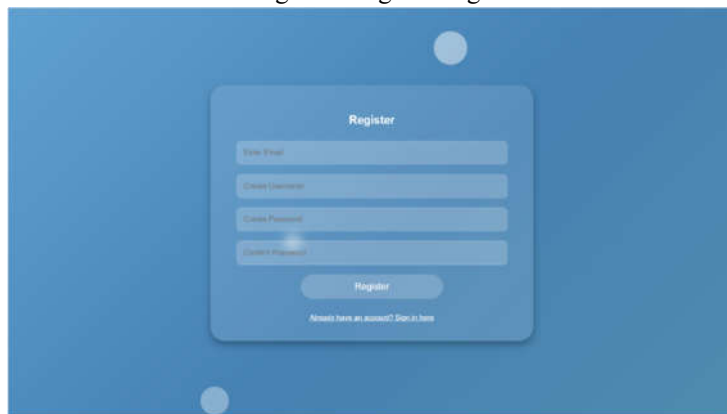 Register
Enter Email
Create Username
Create Password
Confirm Password
Register
Already have an account? Sign in here